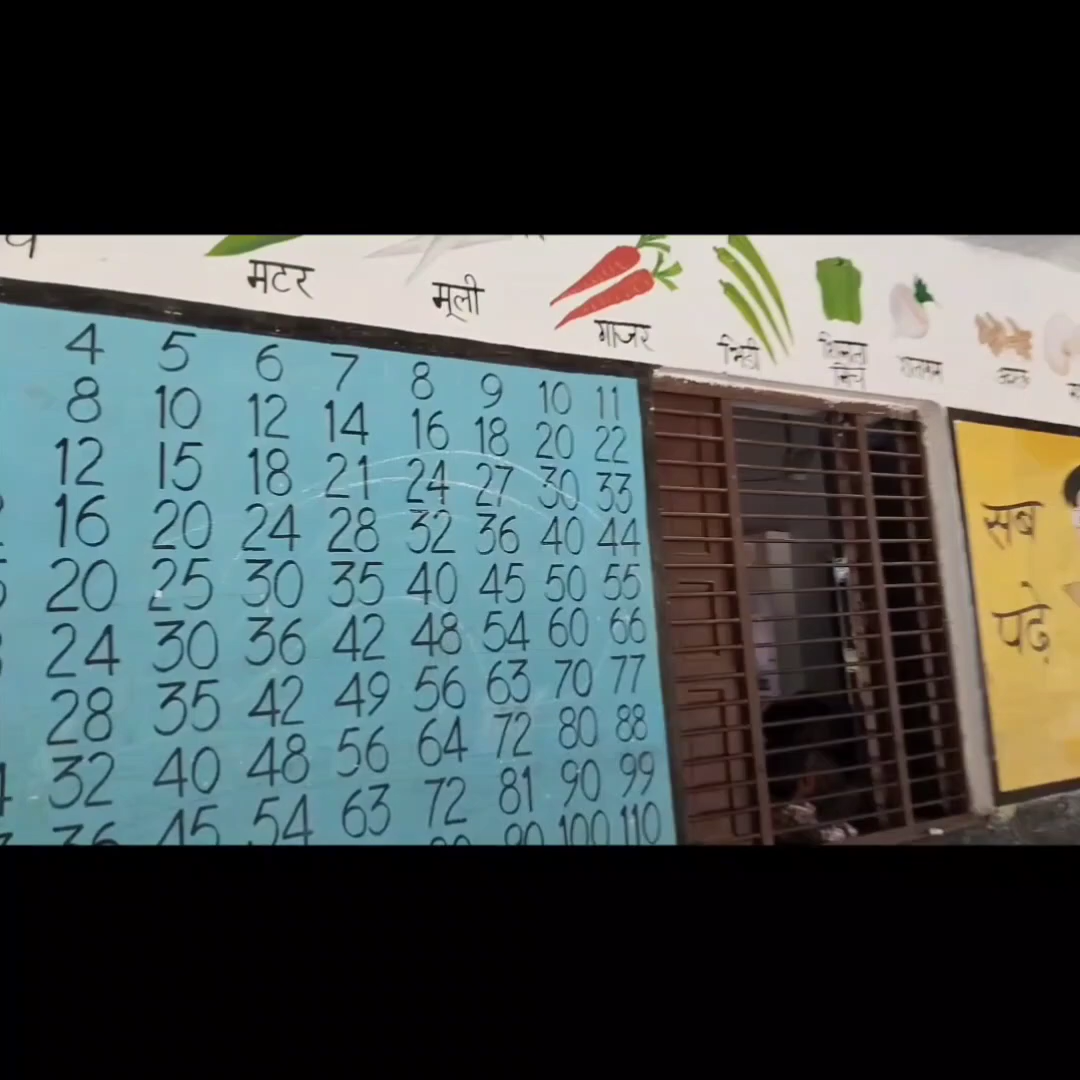 मटर
मूली
गाजर
भिंडी
शिमला
मिर्च
शलगम
अदरक
4 5 6 7 8 9 10 11
8 10 12 14 16 18 20 22
12 15 18 21 24 27 30 33
16 20 24 28 32 36 40 44
20 25 30 35 40 45 50 55
24 30 36 42 48 54 60 66
28 35 42 49 56 63 70 77
32 40 48 56 64 72 80 88
36 45 54 63 72 81 90 99
100 110
सब
पढ़े